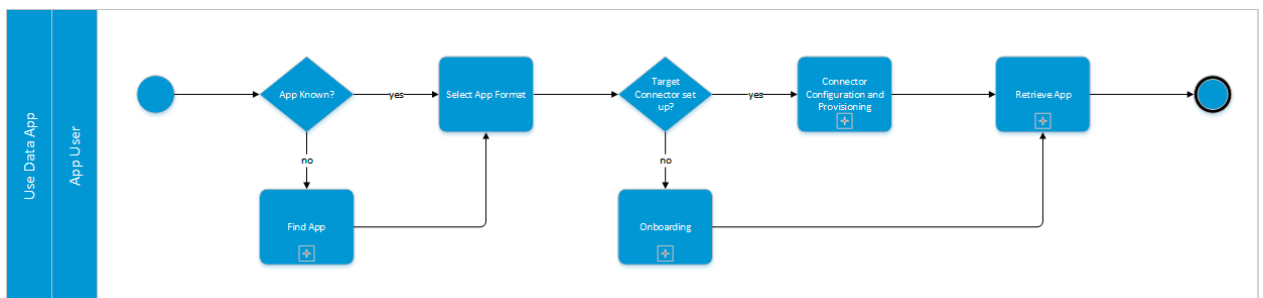 Use Data App
App User
App Known?
yes
Select App Format
Target
Connector set
up?
yes
Connector
Configuration and
Provisioning
Retrieve App
no
no
Find App
Onboarding